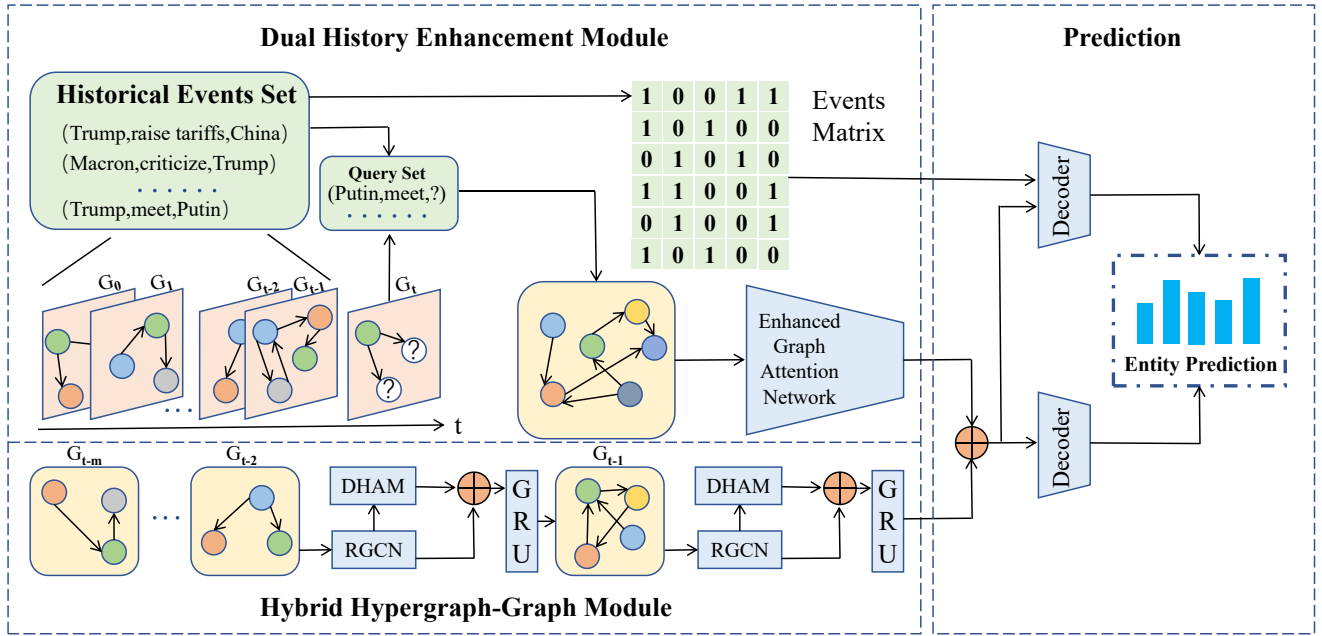 Dual History Enhancement Module
Prediction
Historical Events Set
(Trump,raise tariffs,China)
(Macron,criticize,Trump)
. . . . . .
(Trump,meet,Putin)
Query Set
(Putin,meet,?)
. . . . . .
1 0 0 1 1
1 0 1 0 0
0 1 0 1 0
1 1 0 0 1
0 1 0 0 1
1 0 1 0 0
Events
Matrix
Decoder
G0
G1
...
Gt-2
Gt-1
Gt
?
?
t
Enhanced
Graph
Attention
Network
Entity Prediction
Decoder
Gt-m
...
Gt-2
DHAM
RGCN
G
R
U
Gt-1
DHAM
RGCN
G
R
U
Hybrid Hypergraph-Graph Module